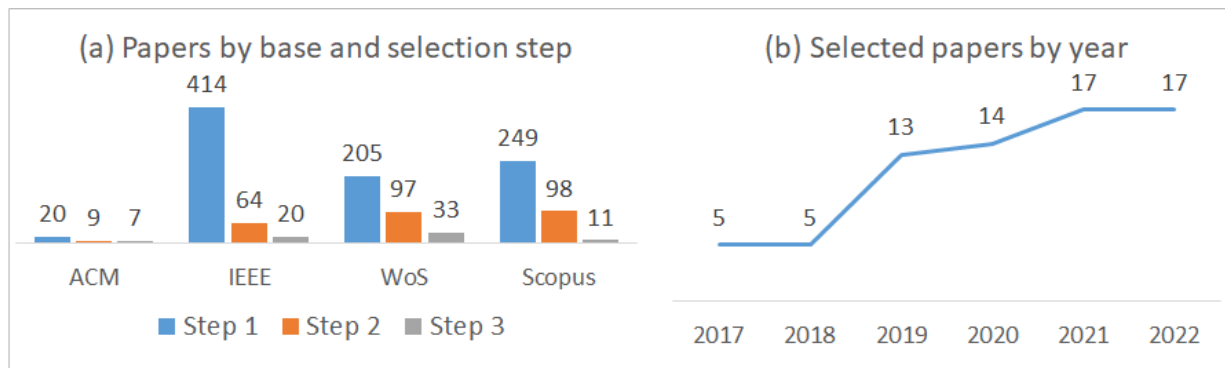 (a) Papers by base and selection step
414
249
205
97
98
64
33
20
9
7
20
11
ACM
IEEE
WoS
Scopus
Step 1
Step 2
Step 3
(b) Selected papers by year
17
17
14
13
5
5
2017
2018
2019
2020
2021
2022